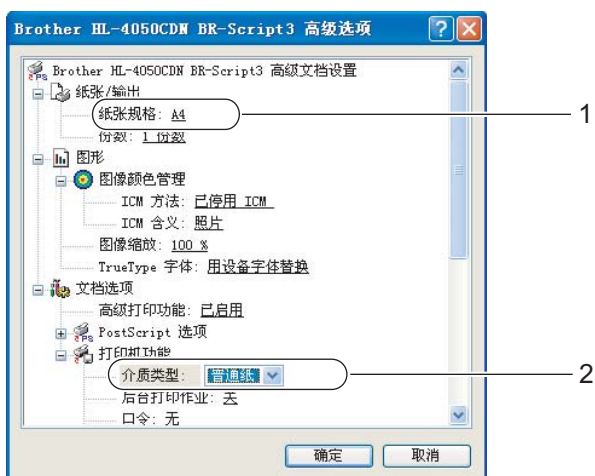 Brother HL-4050CDN BR-Script3 高级选项
Brother HL-4050CDN BR-Script3 高级文档设置
纸张/输出
纸张规格: A4
1
份数: 1 份数
图形
图像颜色管理
ICM 方法: 已停用 ICM
ICM 含义: 照片
图像缩放: 100 %
TrueType 字体: 用设备字体替换
文档选项
高级打印功能: 已启用
PostScript 选项
打印机功能
介质类型: 普通纸
2
后台打印作业: 关
口令: 无
确定 取消